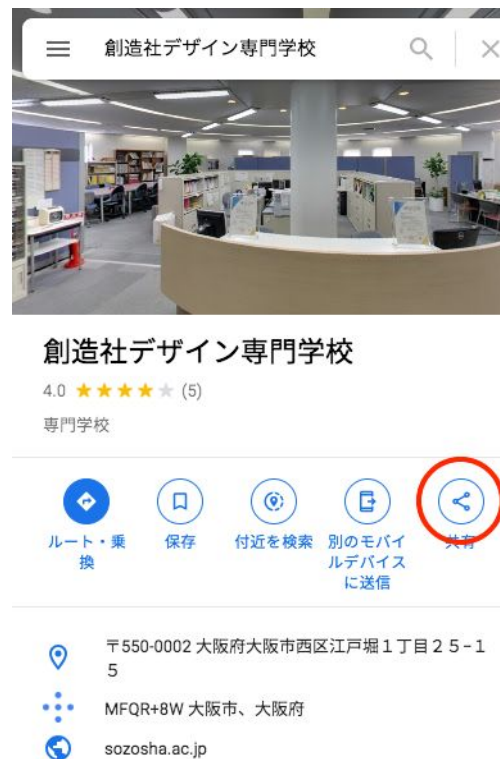 創造社デザイン専門学校
創造社デザイン専門学校
4.0 ★★★★★ (5)
専門学校
ルート・乗
換
保存
付近を検索
別のモバイ
ルデバイス
に送信
共有
〒550-0002 大阪府大阪市西区江戸堀１丁目２５−１
５
MFQR+8W 大阪市、大阪府
sozosha.ac.jp